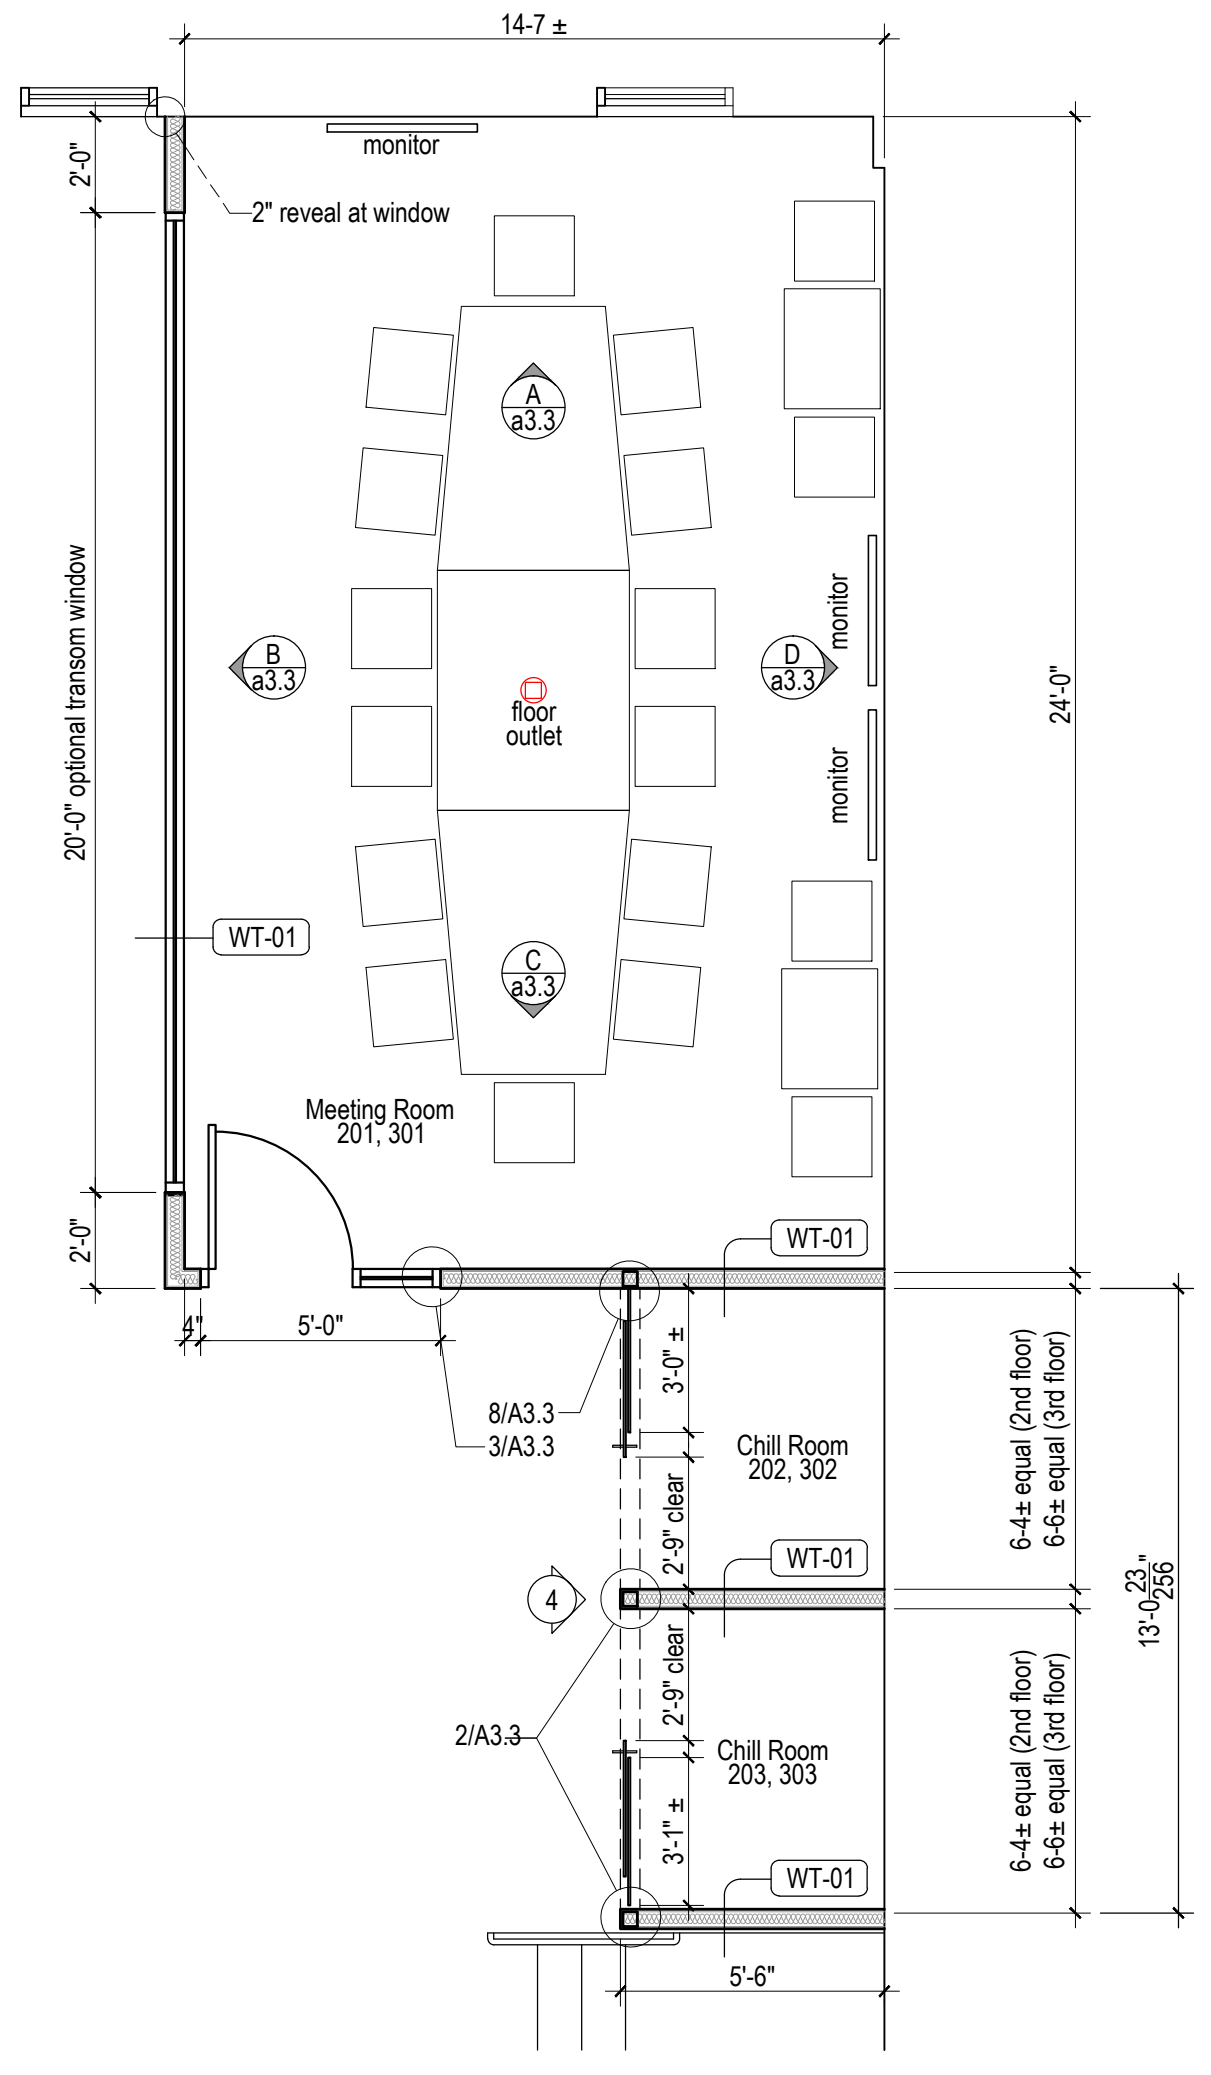 14-7 ±
monitor
2'-0"
2" reveal at window
A
a3.3
20'-0" optional transom window
B
a3.3
D
a3.3
monitor
floor
outlet
monitor
24'-0"
WT-01
C
a3.3
Meeting Room
201, 301
2'-0"
WT-01
4"
5'-0"
3'-0" ±
8/A3.3
3/A3.3
Chill Room
202, 302
6-4± equal (2nd floor)
6-6± equal (3rd floor)
2'-9" clear
WT-01
4
13'-0 23/256"
2'-9" clear
2/A3.3
Chill Room
203, 303
6-4± equal (2nd floor)
6-6± equal (3rd floor)
3'-1" ±
WT-01
5'-6"